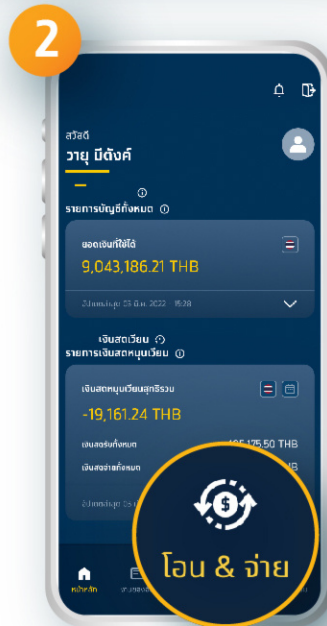 2
สวัสดี
วายุ มีตังค์
รายการบัญชีทั้งหมด
ยอดเงินที่ใช้ได้
9,043,186.21 THB
เงินสดเวียน
รายการเงินสดหมุนเวียน
เงินสดหมุนเวียนสุทธิรวม
-19,161.24 THB
เงินสดรับทั้งหมด
เงินสดจ่ายทั้งหมด
โอน & จ่าย
หน้าหลัก